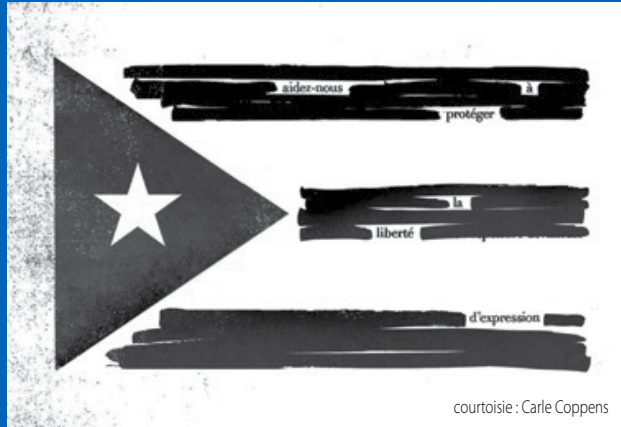 aidez-nous à
protéger
la
liberté
d'expression
courtoisie : Carle Coppens